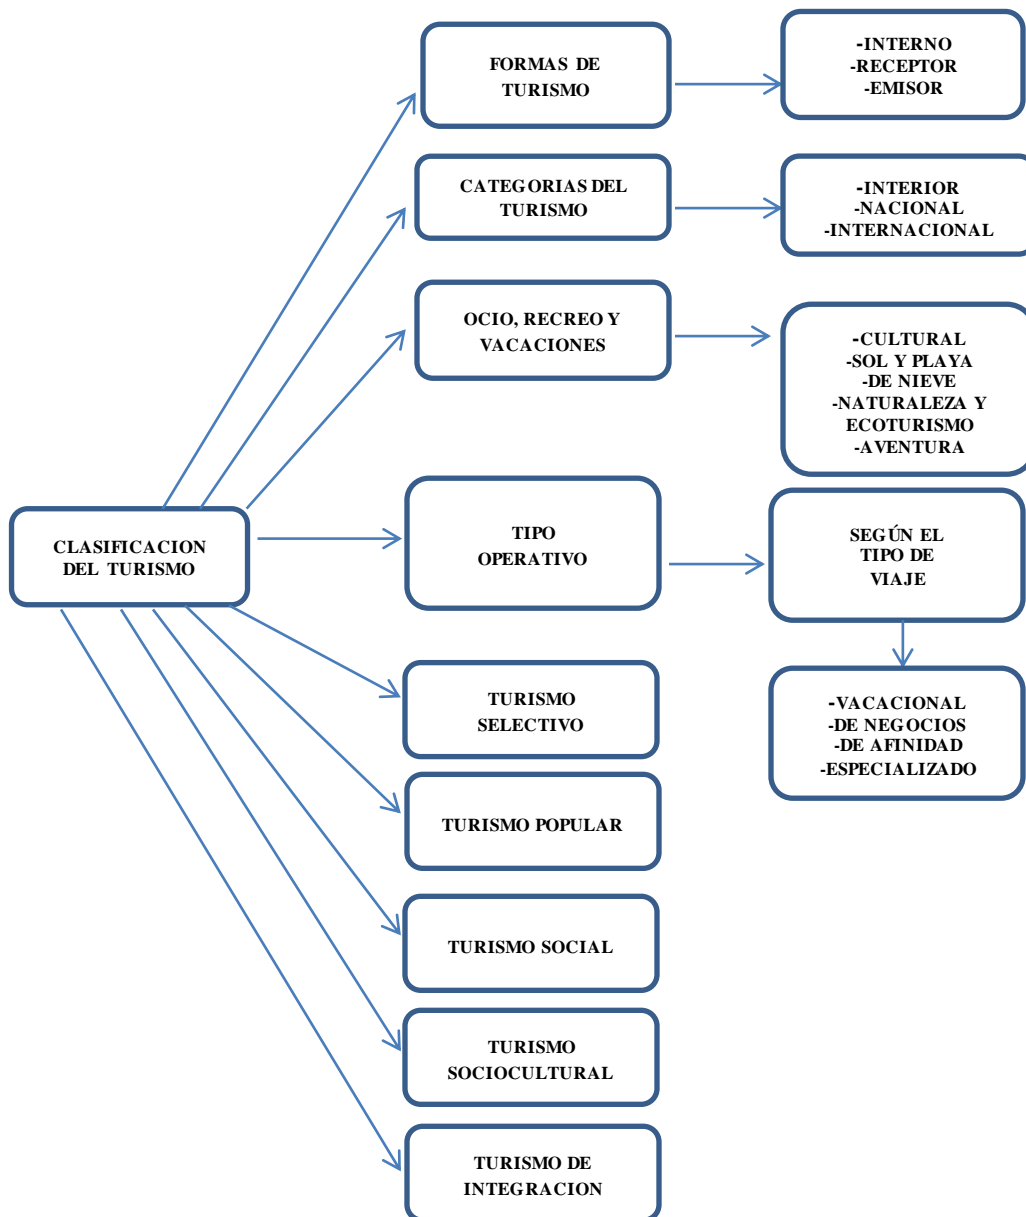 FORMAS DE
TURISMO
-INTERNO
-RECEPTOR
-EMISOR
CATEGORIAS DEL
TURISMO
-INTERIOR
-NACIONAL
-INTERNACIONAL
OCIO, RECREO Y
VACACIONES
-CULTURAL
-SOL Y PLAYA
-DE NIEVE
-NATURALEZA Y
ECOTURISMO
-AVENTURA
CLASIFICACION
DEL TURISMO
TIPO
OPERATIVO
SEGÚN EL
TIPO DE
VIAJE
TURISMO
SELECTIVO
-VACACIONAL
-DE NEGOCIOS
-DE AFINIDAD
-ESPECIALIZADO
TURISMO POPULAR
TURISMO SOCIAL
TURISMO
SOCIOCULTURAL
TURISMO DE
INTEGRACION